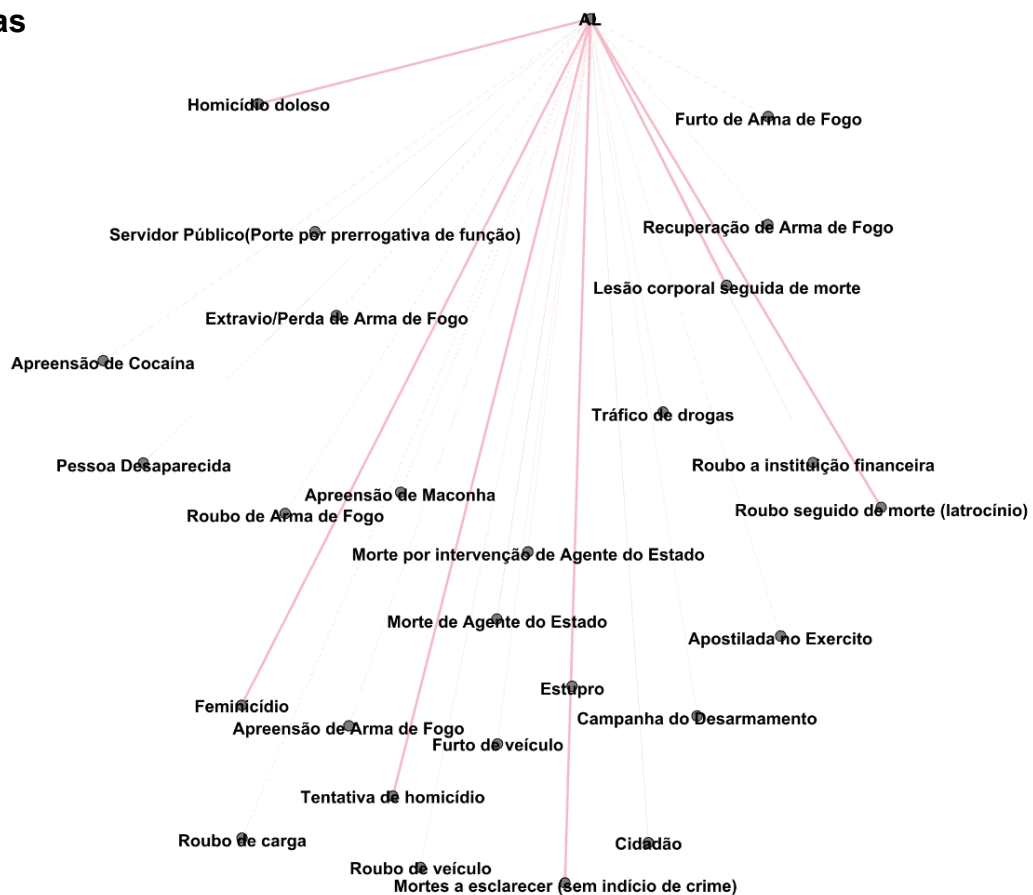 as
AL
Homicídio doloso
Furto de Arma de Fogo
Servidor Público(Porte por prerrogativa de função)
Recuperação de Arma de Fogo
Lesão corporal seguida de morte
Extravio/Perda de Arma de Fogo
Apreensão de Cocaína
Tráfico de drogas
Pessoa Desaparecida
Roubo a instituição financeira
Apreensão de Maconha
Roubo seguido de morte (latrocínio)
Roubo de Arma de Fogo
Morte por intervenção de Agente do Estado
Morte de Agente do Estado
Apostilada no Exercito
Estupro
Feminicídio
Campanha do Desarmamento
Apreensão de Arma de Fogo
Furto de veículo
Tentativa de homicídio
Roubo de carga
Cidadão
Roubo de veículo
Mortes a esclarecer (sem indício de crime)